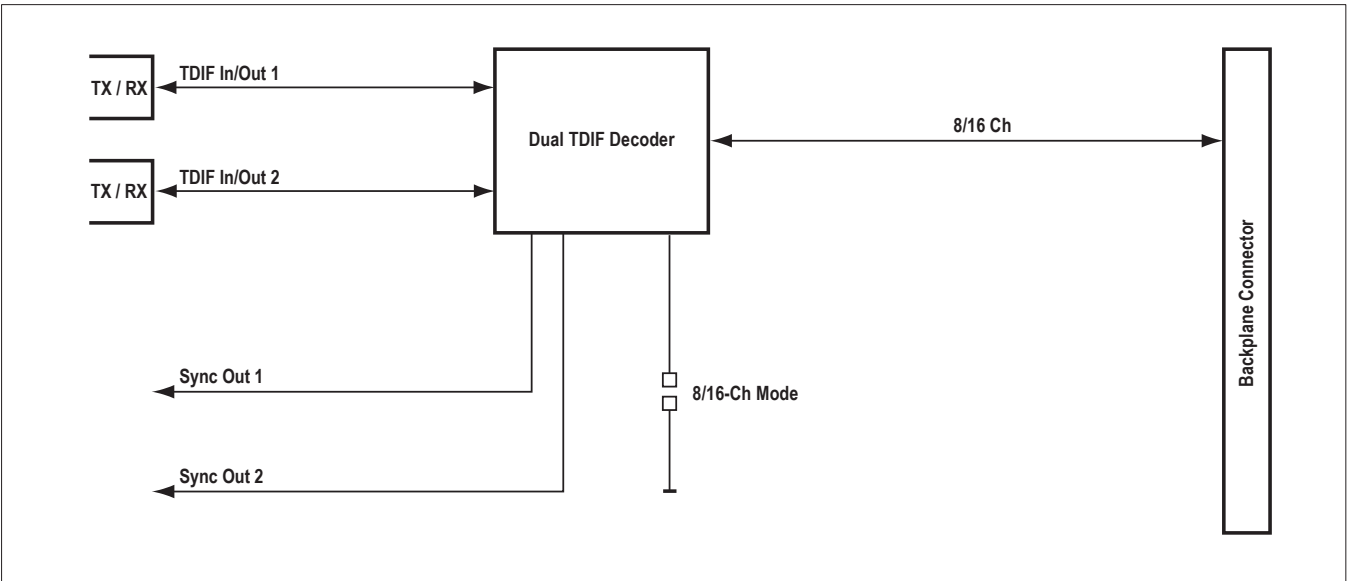 TX / RX
TDIF In/Out 1
Dual TDIF Decoder
8/16 Ch
TX / RX
TDIF In/Out 2
Backplane Connector
Sync Out 1
8/16-Ch Mode
Sync Out 2